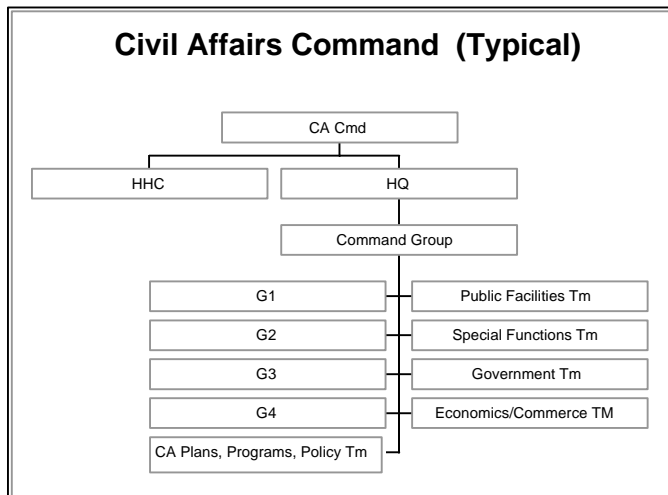 Civil Affairs Command (Typical)
CA Cmd
HHC
HQ
Command Group
G1
Public Facilities Tm
G2
Special Functions Tm
G3
Government Tm
G4
Economics/Commerce TM
CA Plans, Programs, Policy Tm